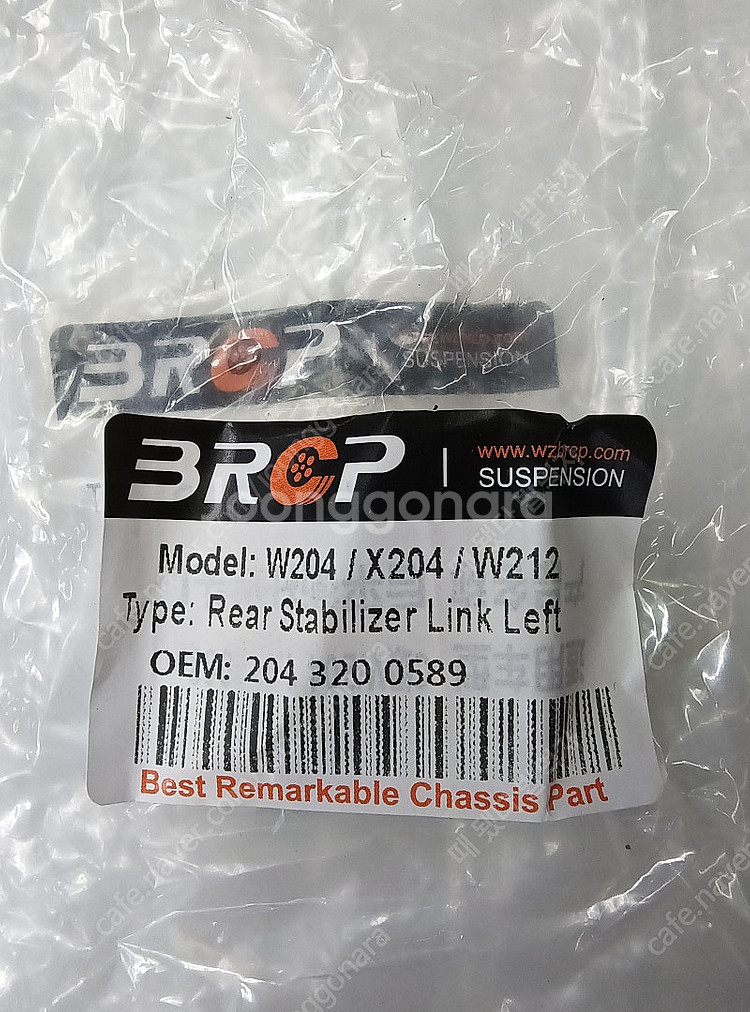 BRCP
SUSPENSION
BRCP | www.wzbrcp.com
SUSPENSION
joonggonara
Model: W204 / X204 / W212
Type: Rear Stabilizer Link Left
OEM: 204 320 0589
Best Remarkable Chassis Part